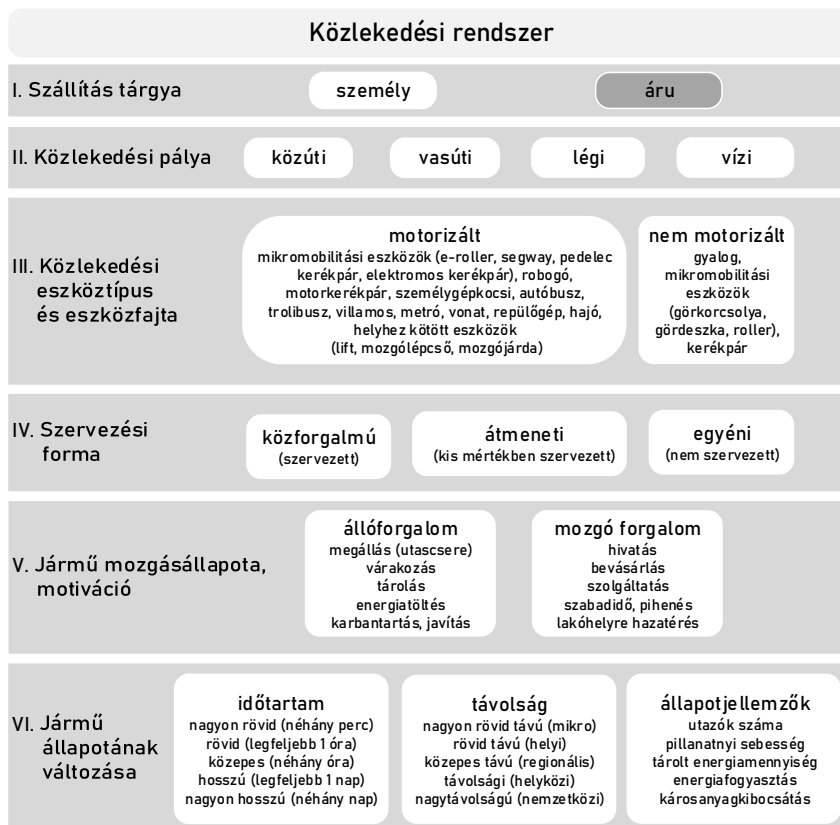 Közlekedési rendszer
I. Szállítás tárgya
személy
áru
II. Közlekedési pálya
közúti
vasúti
légi
vízi
III. Közlekedési
eszköztípus
és eszközfajta
motorizált
mikromobilitási eszközök (e-roller, segway, pedelec
kerékpár, elektromos kerékpár), robogó,
motorkerékpár, személygépkocsi, autóbusz,
trolibusz, villamos, metró, vonat, repülőgép, hajó,
helyhez kötött eszközök
(lift, mozgólépcső, mozgójárda)
nem motorizált
gyalog,
mikromobilitási
eszközök
(görkorcsolya,
gördeszka, roller),
kerékpár
IV. Szervezési
forma
közforgalmú
(szervezett)
átmeneti
(kis mértékben szervezett)
egyéni
(nem szervezett)
V. Jármű mozgásállapota,
motiváció
állóforgalom
megállás (utascsere)
várakozás
tárolás
energiatöltés
karbantartás, javítás
mozgó forgalom
hivatás
bevásárlás
szolgáltatás
szabadidő, pihenés
lakóhelyre hazatérés
VI. Jármű
állapotának
változása
időtartam
nagyon rövid (néhány perc)
rövid (legfeljebb 1 óra)
közepes (néhány óra)
hosszú (legfeljebb 1 nap)
nagyon hosszú (néhány nap)
távolság
nagyon rövid távú (mikro)
rövid távú (helyi)
közepes távú (regionális)
távolsági (helyközi)
nagytávolságú (nemzetközi)
állapotjellemzők
utazók száma
pillanatnyi sebesség
tárolt energiamennyiség
energiafogyasztás
károsanyagkibocsátás